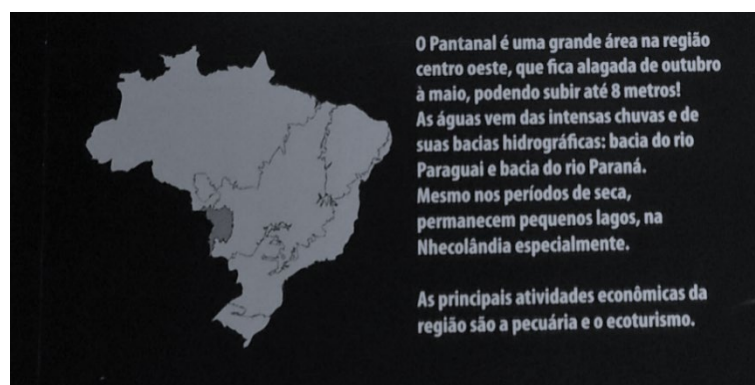 O Pantanal é uma grande área na região
centro oeste, que fica alagada de outubro
à maio, podendo subir até 8 metros!
As águas vem das intensas chuvas e de
suas bacias hidrográficas: bacia do rio
Paraguai e bacia do rio Paraná.
Mesmo nos períodos de seca,
permanecem pequenos lagos, na
Nhecolândia especialmente.
As principais atividades econômicas da
região são a pecuária e o ecoturismo.